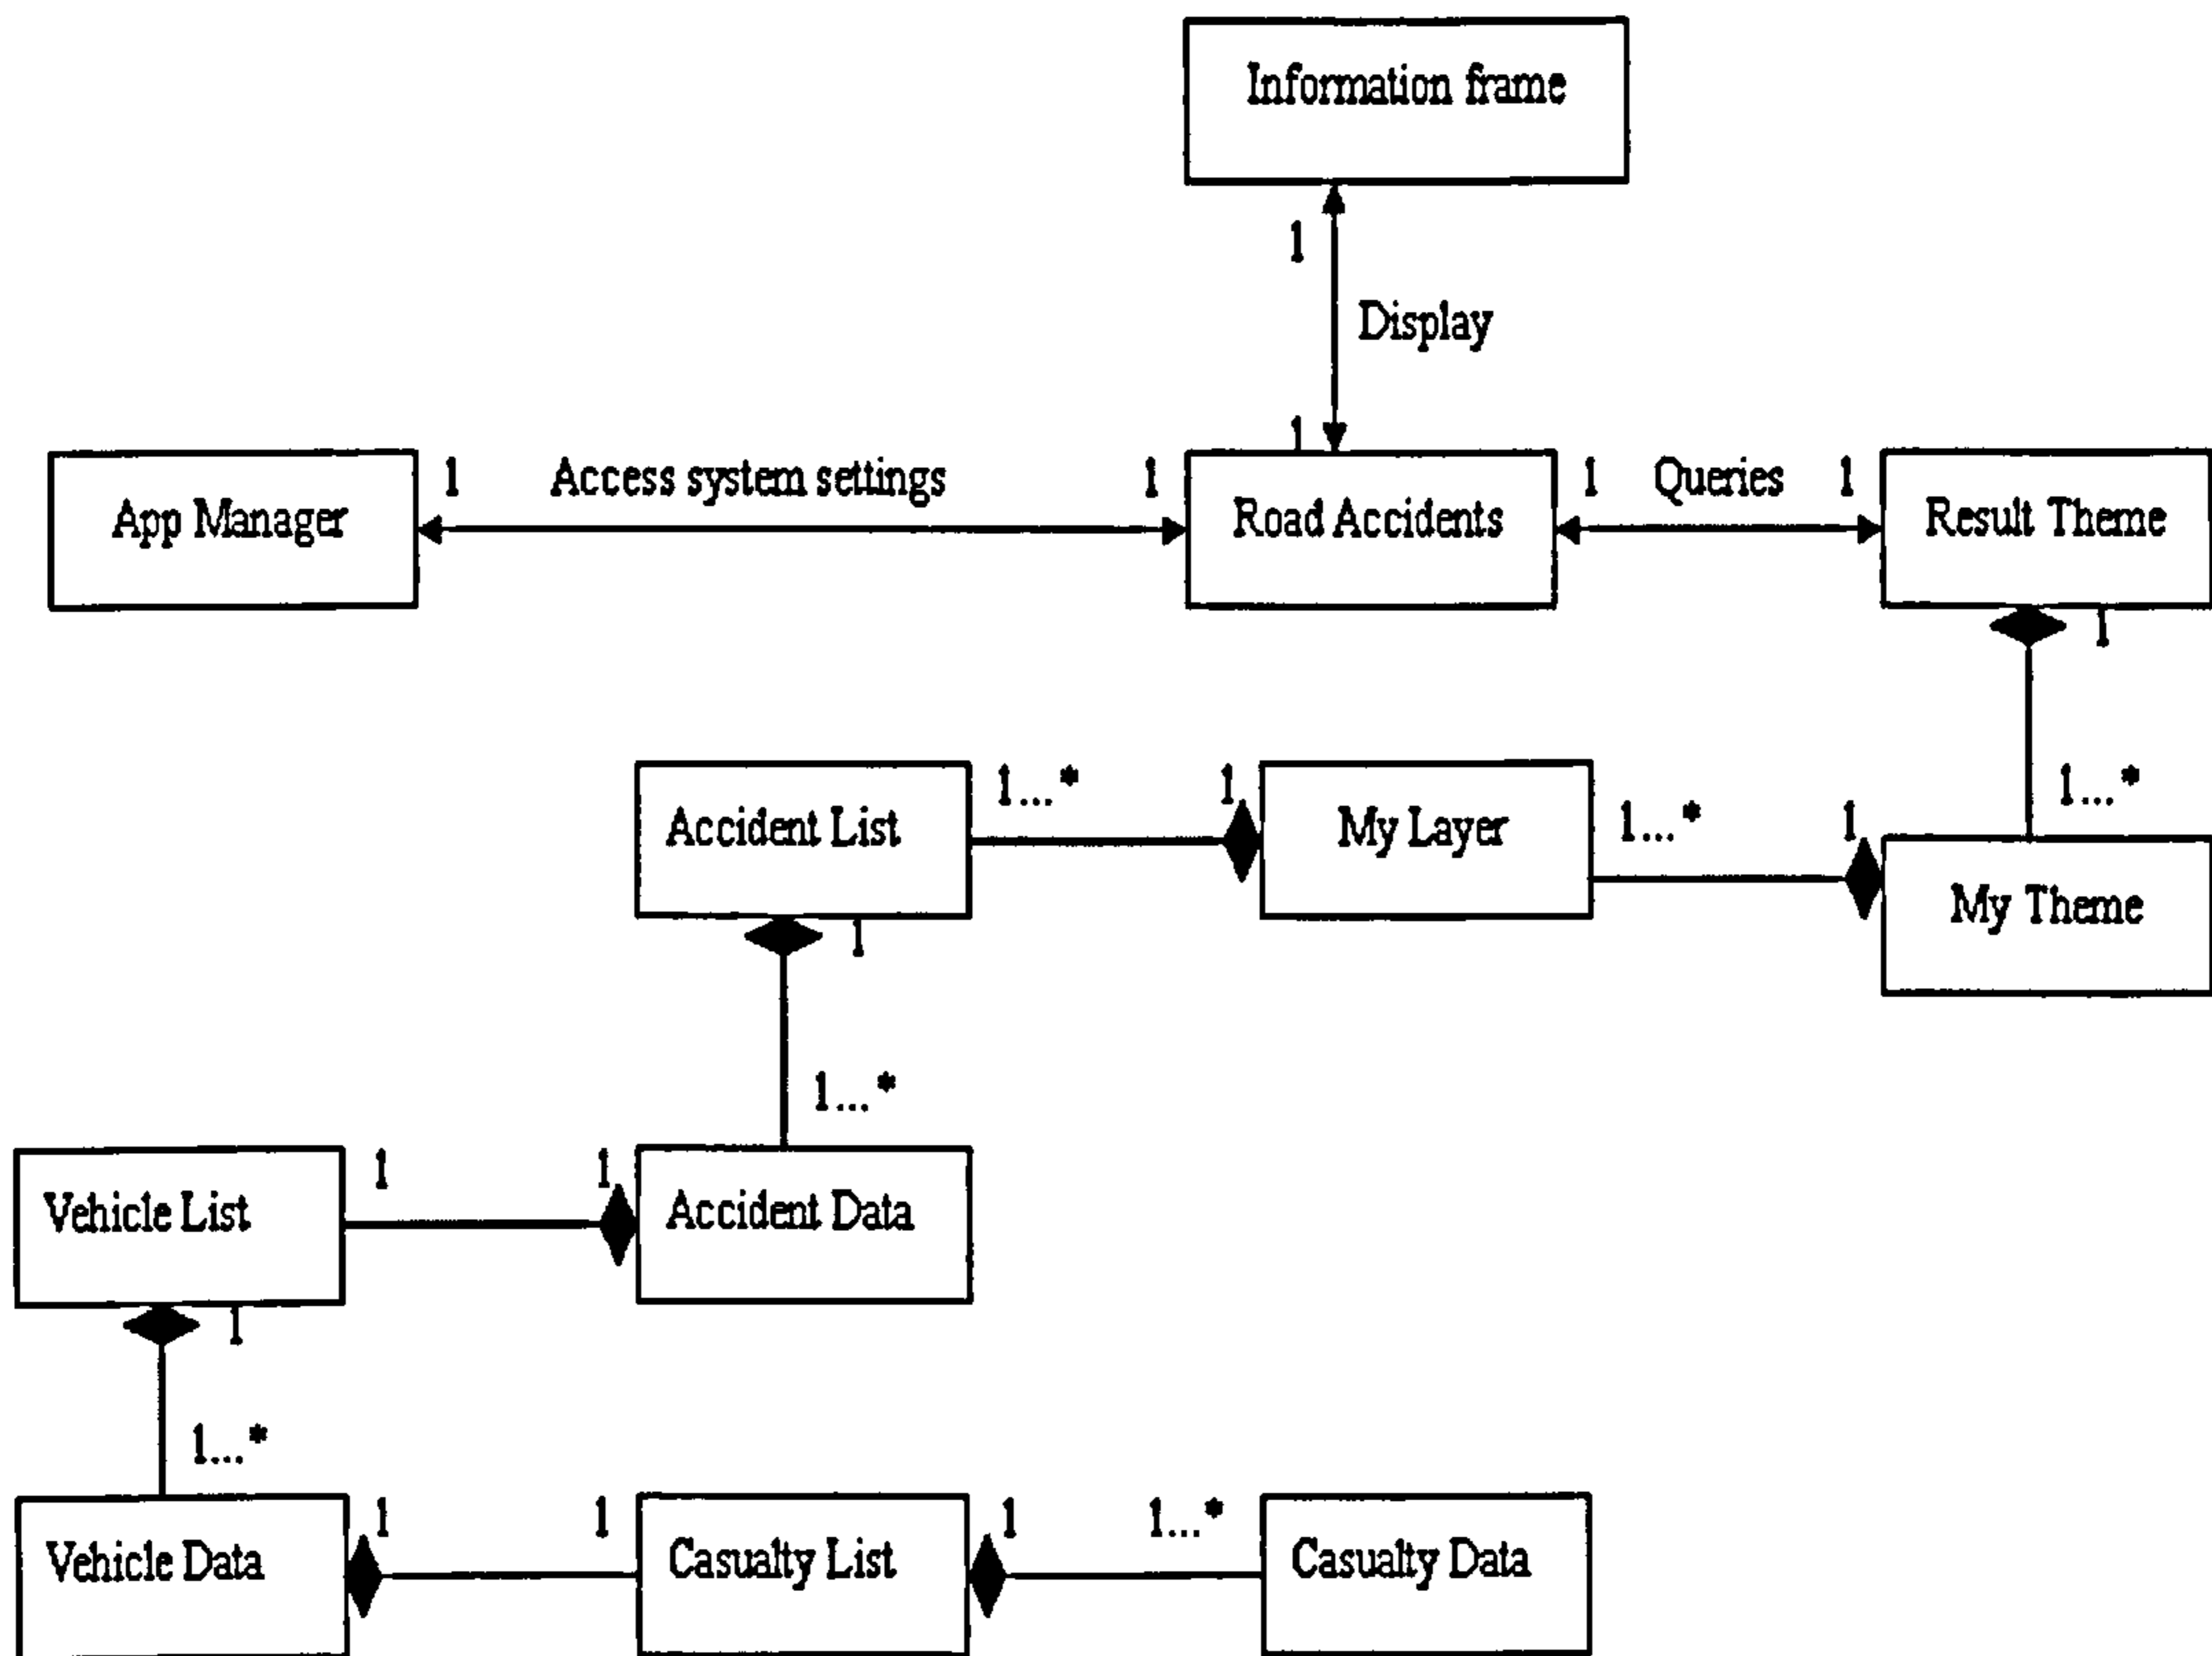 Information frame
1
Display
1
App Manager
1
Access system settings
1
Road Accidents
1
Queries
1
Result Theme
1
1...*
Accident List
1...*
1
My Layer
1...*
1
My Theme
1
1...*
Vehicle List
1
1
Accident Data
1
1...*
Vehicle Data
1
1
Casualty List
1
1...*
Casualty Data